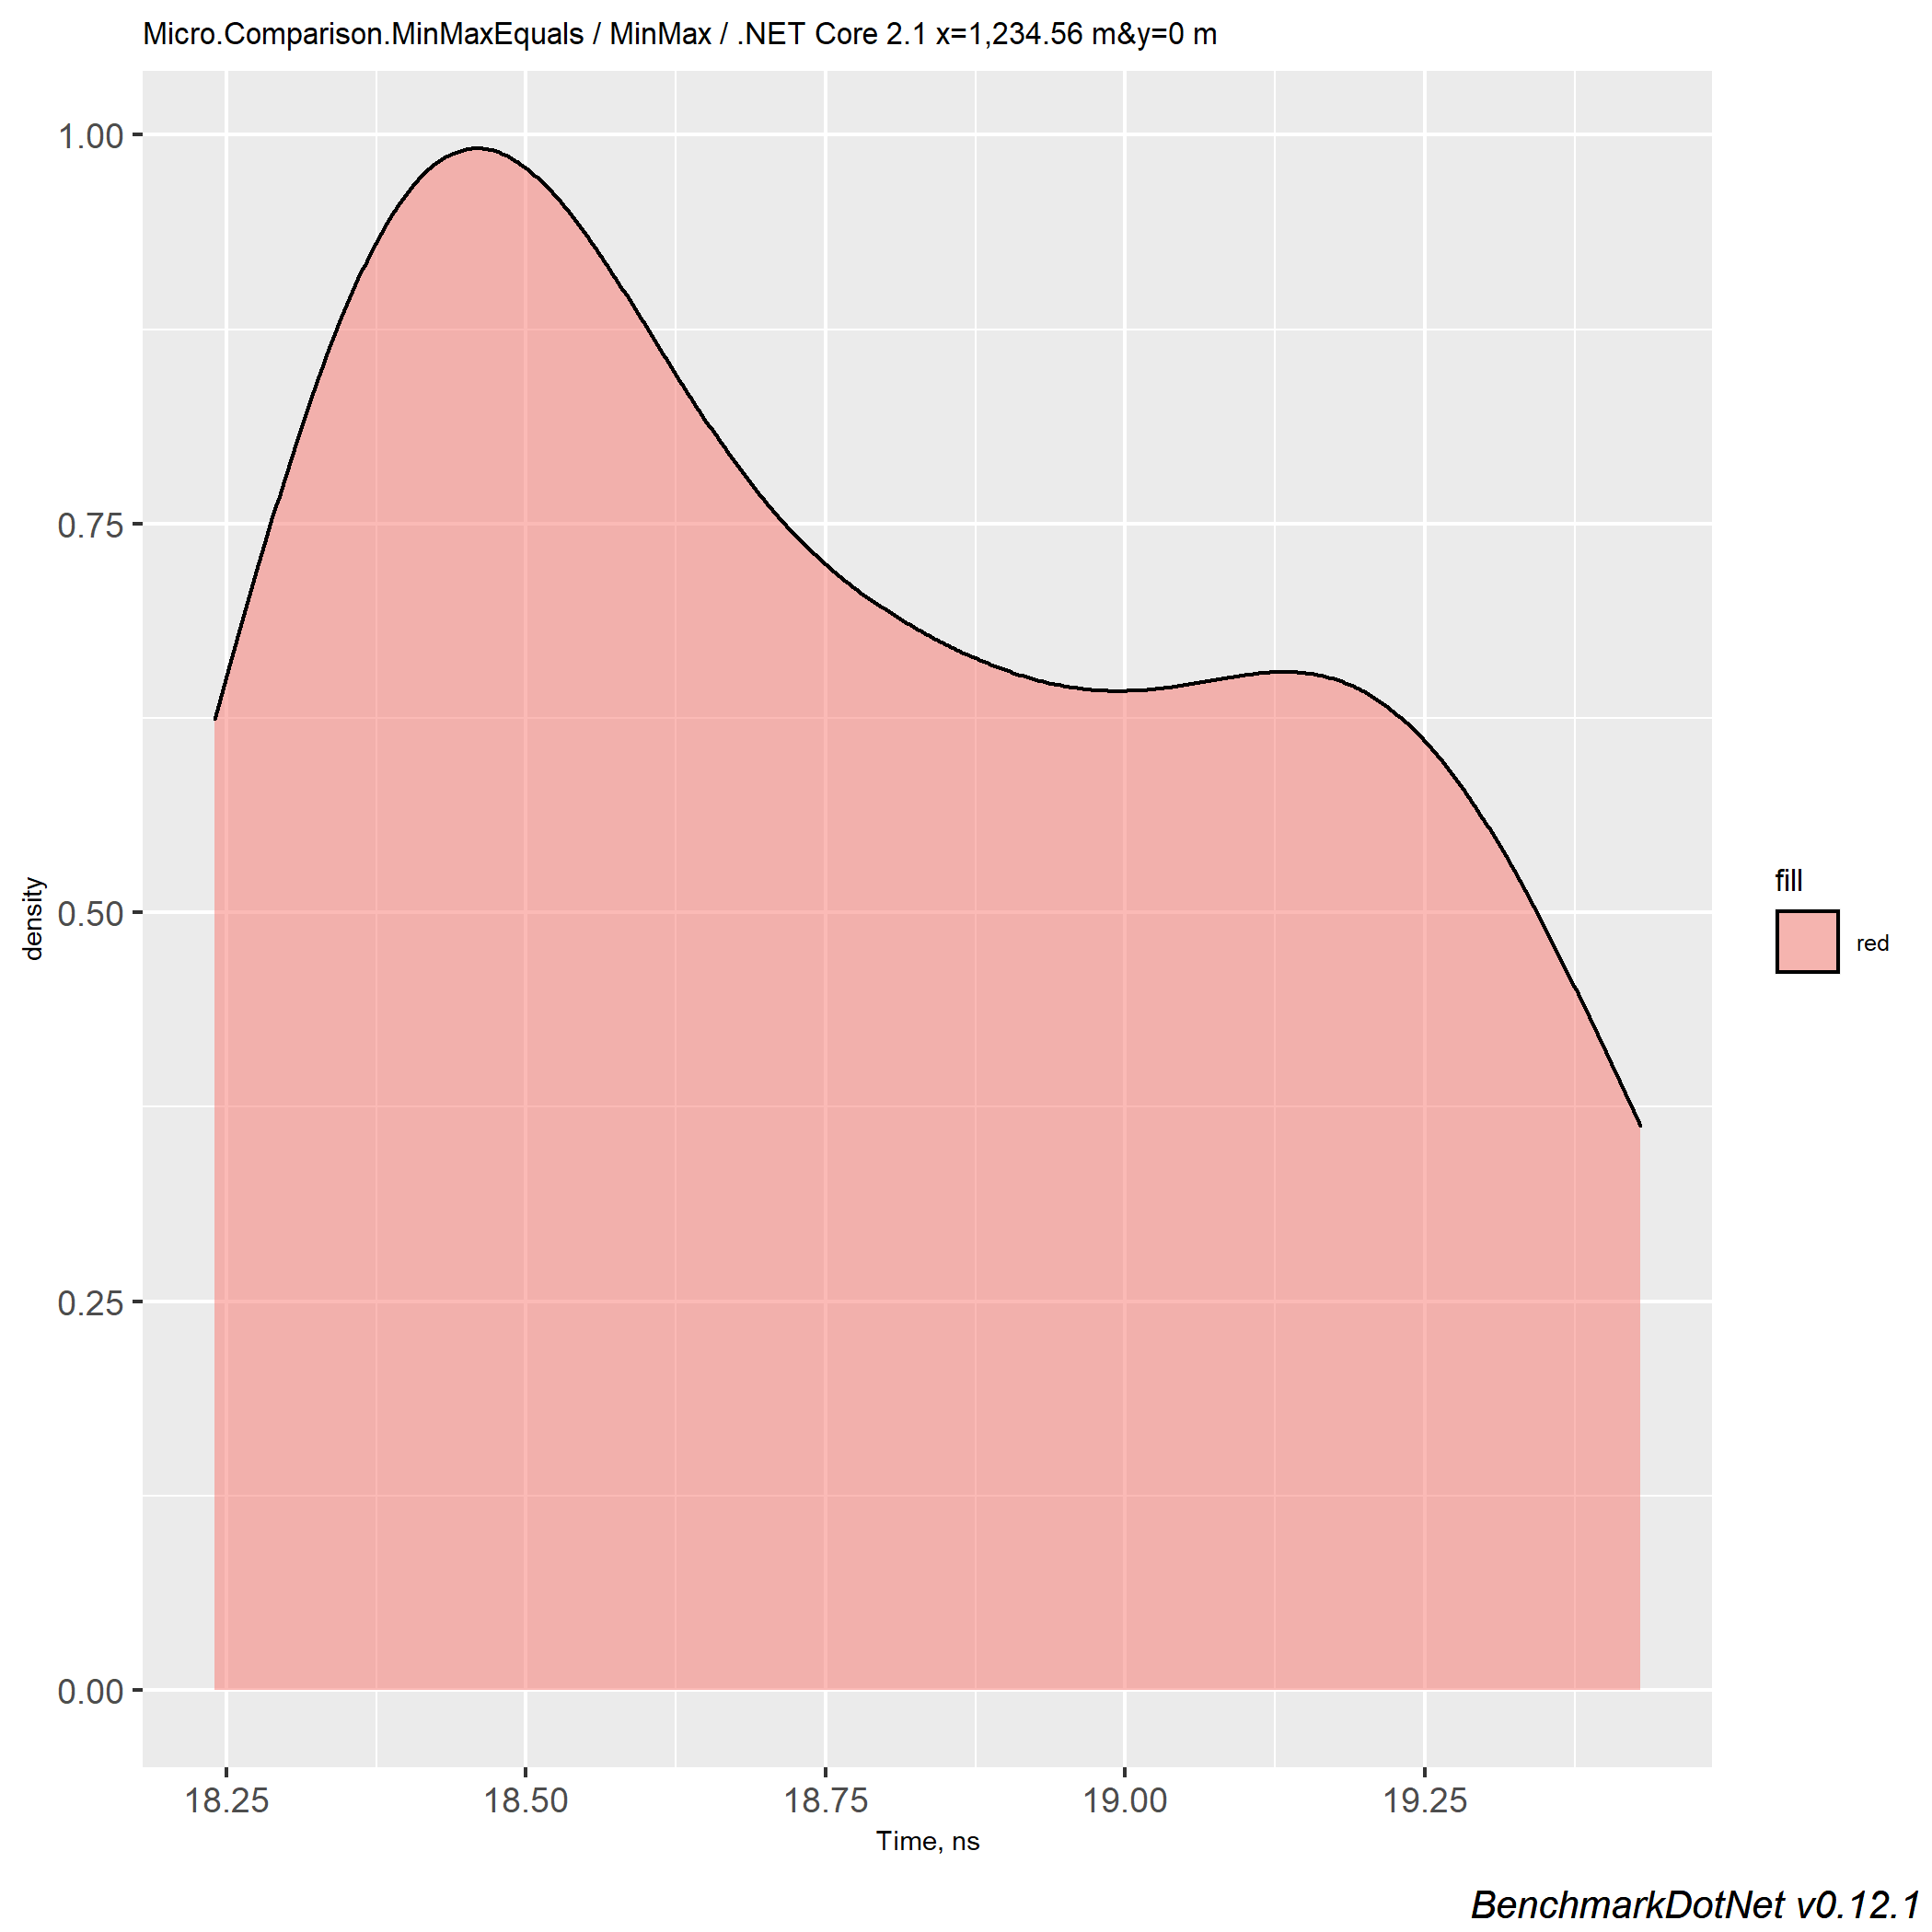 Micro.Comparison.MinMaxEquals / MinMax / .NET Core 2.1 x=1,234.56 m&y=0 m
1.00
0.75
0.50
0.25
0.00
density
18.25 18.50 18.75 19.00 19.25
Time, ns
fill
red
BenchmarkDotNet v0.12.1